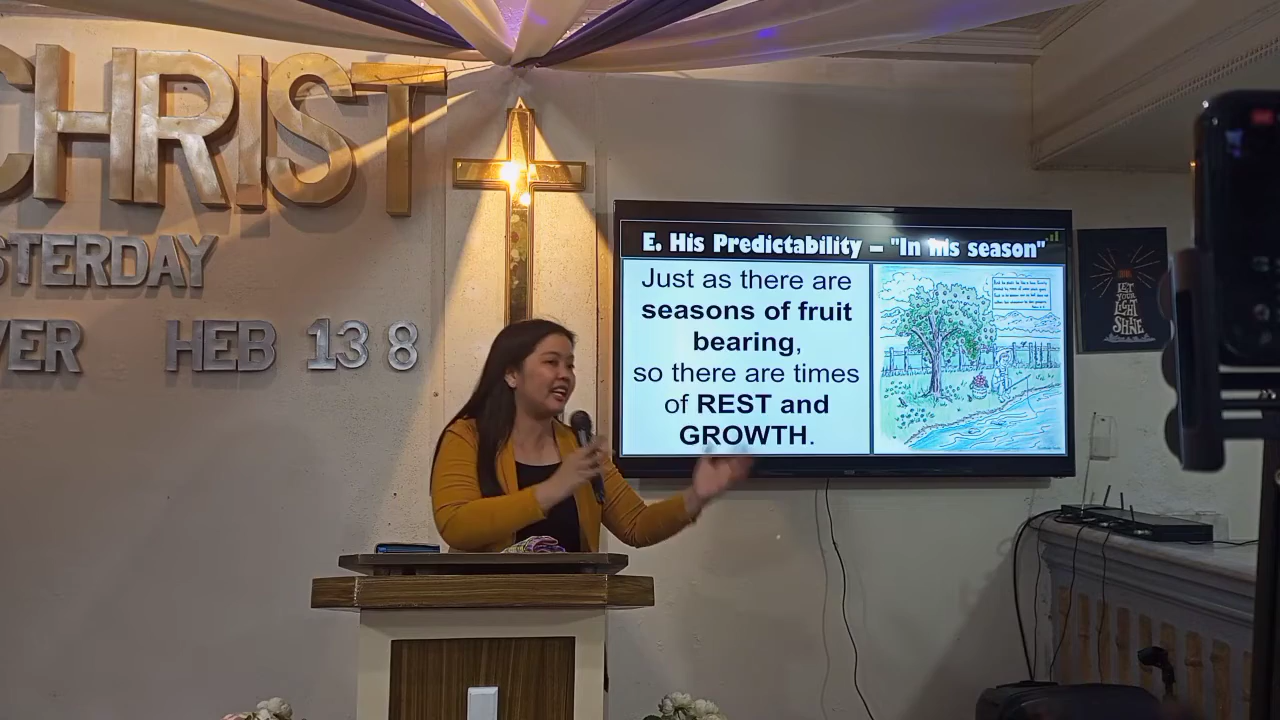 CHRIST
STERDAY
VER HEB 13 8
E. His Predictability – "In his season"
Just as there are
seasons of fruit
bearing,
so there are times
of REST and
GROWTH.
LET
YOUR
LIGHT
SHINE